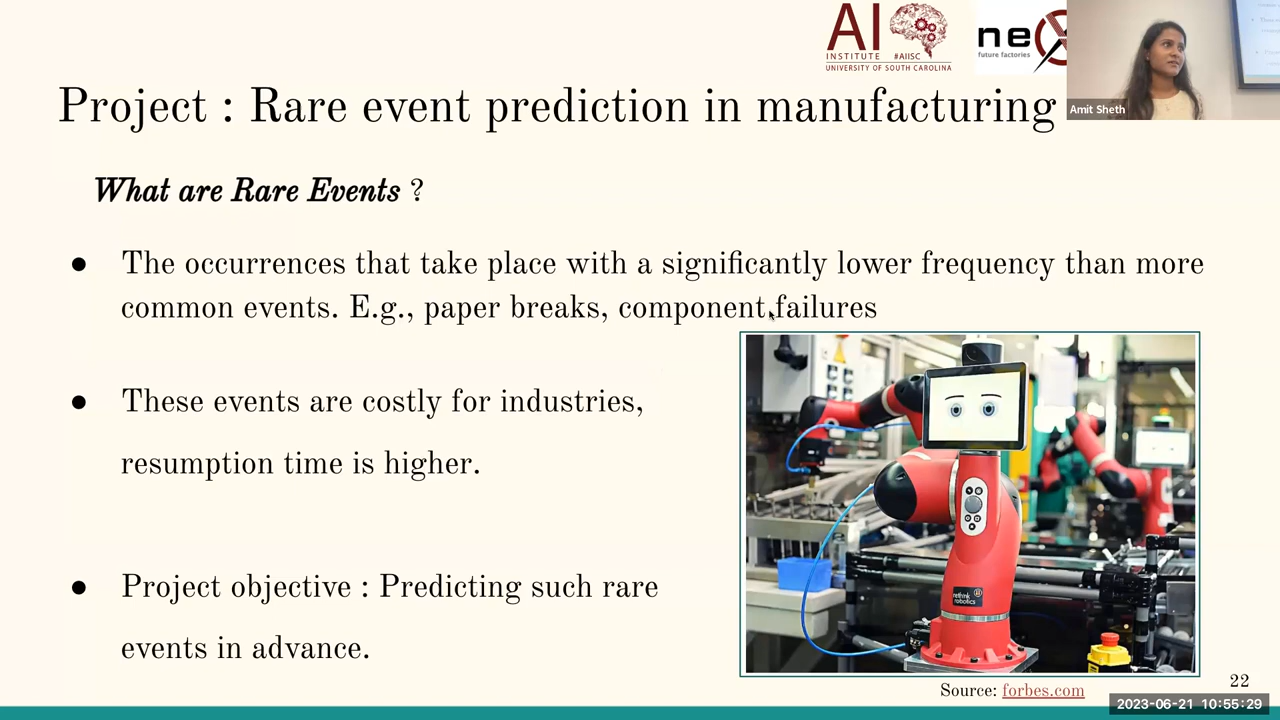 AI
INSTITUTE #AIISC
UNIVERSITY OF SOUTH CAROLINA
ne
future factories
Amit Sheth
Project : Rare event prediction in manufacturing
What are Rare Events ?
● The occurrences that take place with a significantly lower frequency than more
common events. E.g., paper breaks, component failures
● These events are costly for industries,
resumption time is higher.
● Project objective : Predicting such rare
events in advance.
rethink
robotics
Source: forbes.com
22
2023-06-21 10:55:29